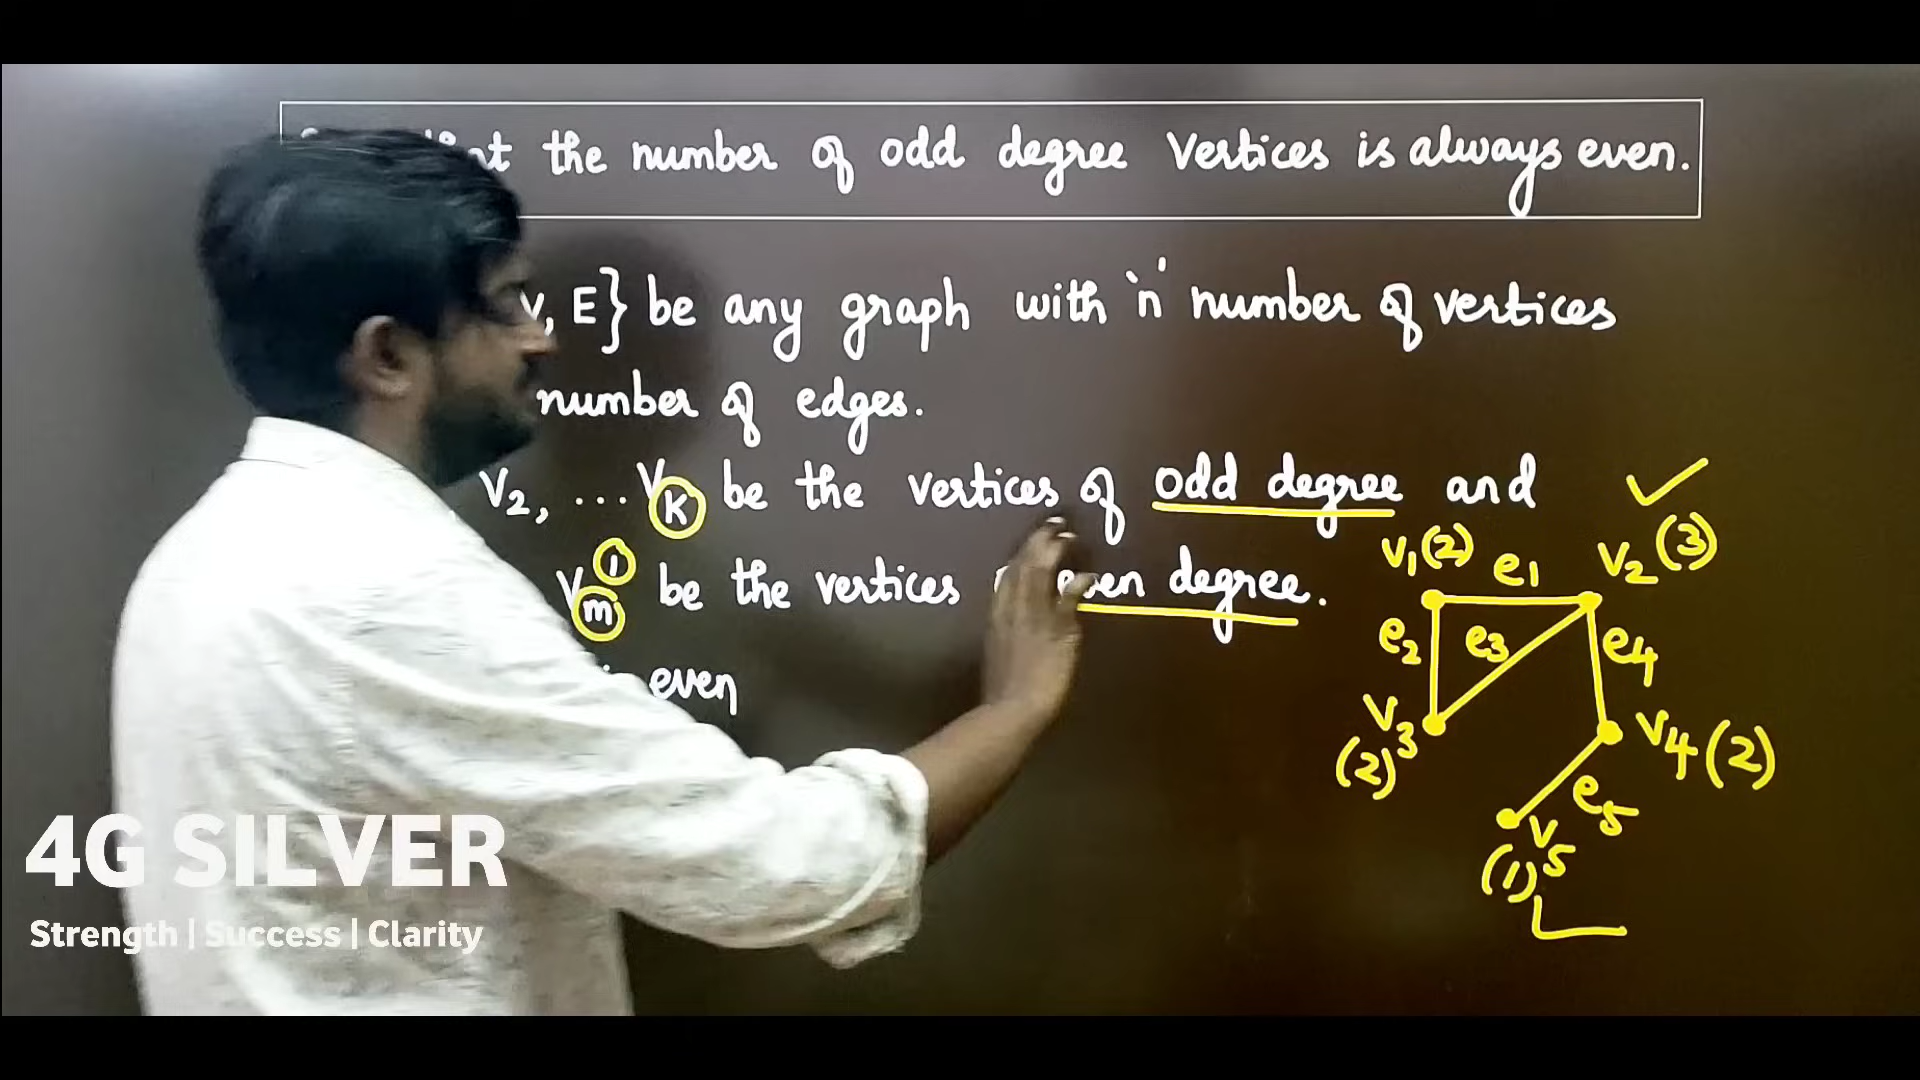 the number of odd degree vertices is always even.
V, E} be any graph with 'n' number of vertices
number of edges.
V2, ... VK be the vertices of odd degree and
Vm be the vertices even degree.
even
V1(2) e1 V2 (3)
e2 e3 e4
V3 (2)
V4 (2)
e5
V5 (1)
4G SILVER
Strength | Success | Clarity